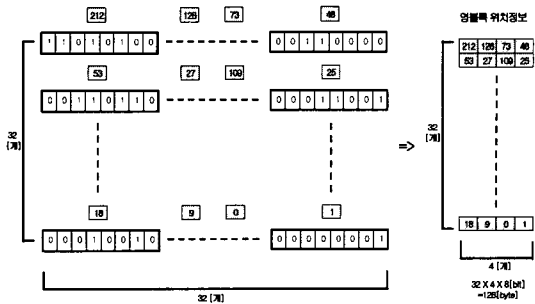 212 128 73 48
1 1 0 1 0 1 0 0
0 0 1 1 0 0 0 0
53 27 109 25
0 0 1 1 0 1 1 0
0 0 0 1 1 0 0 1
32
[개]
18 9 0 1
0 0 0 1 0 0 1 0
0 0 0 0 0 0 0 1
32 [개]
=>
영블록 위치정보
212 128 73 48
53 27 109 25
32
[개]
18 9 0 1
4 [개]
32 X 4 X 8[bit]
=128[byte]